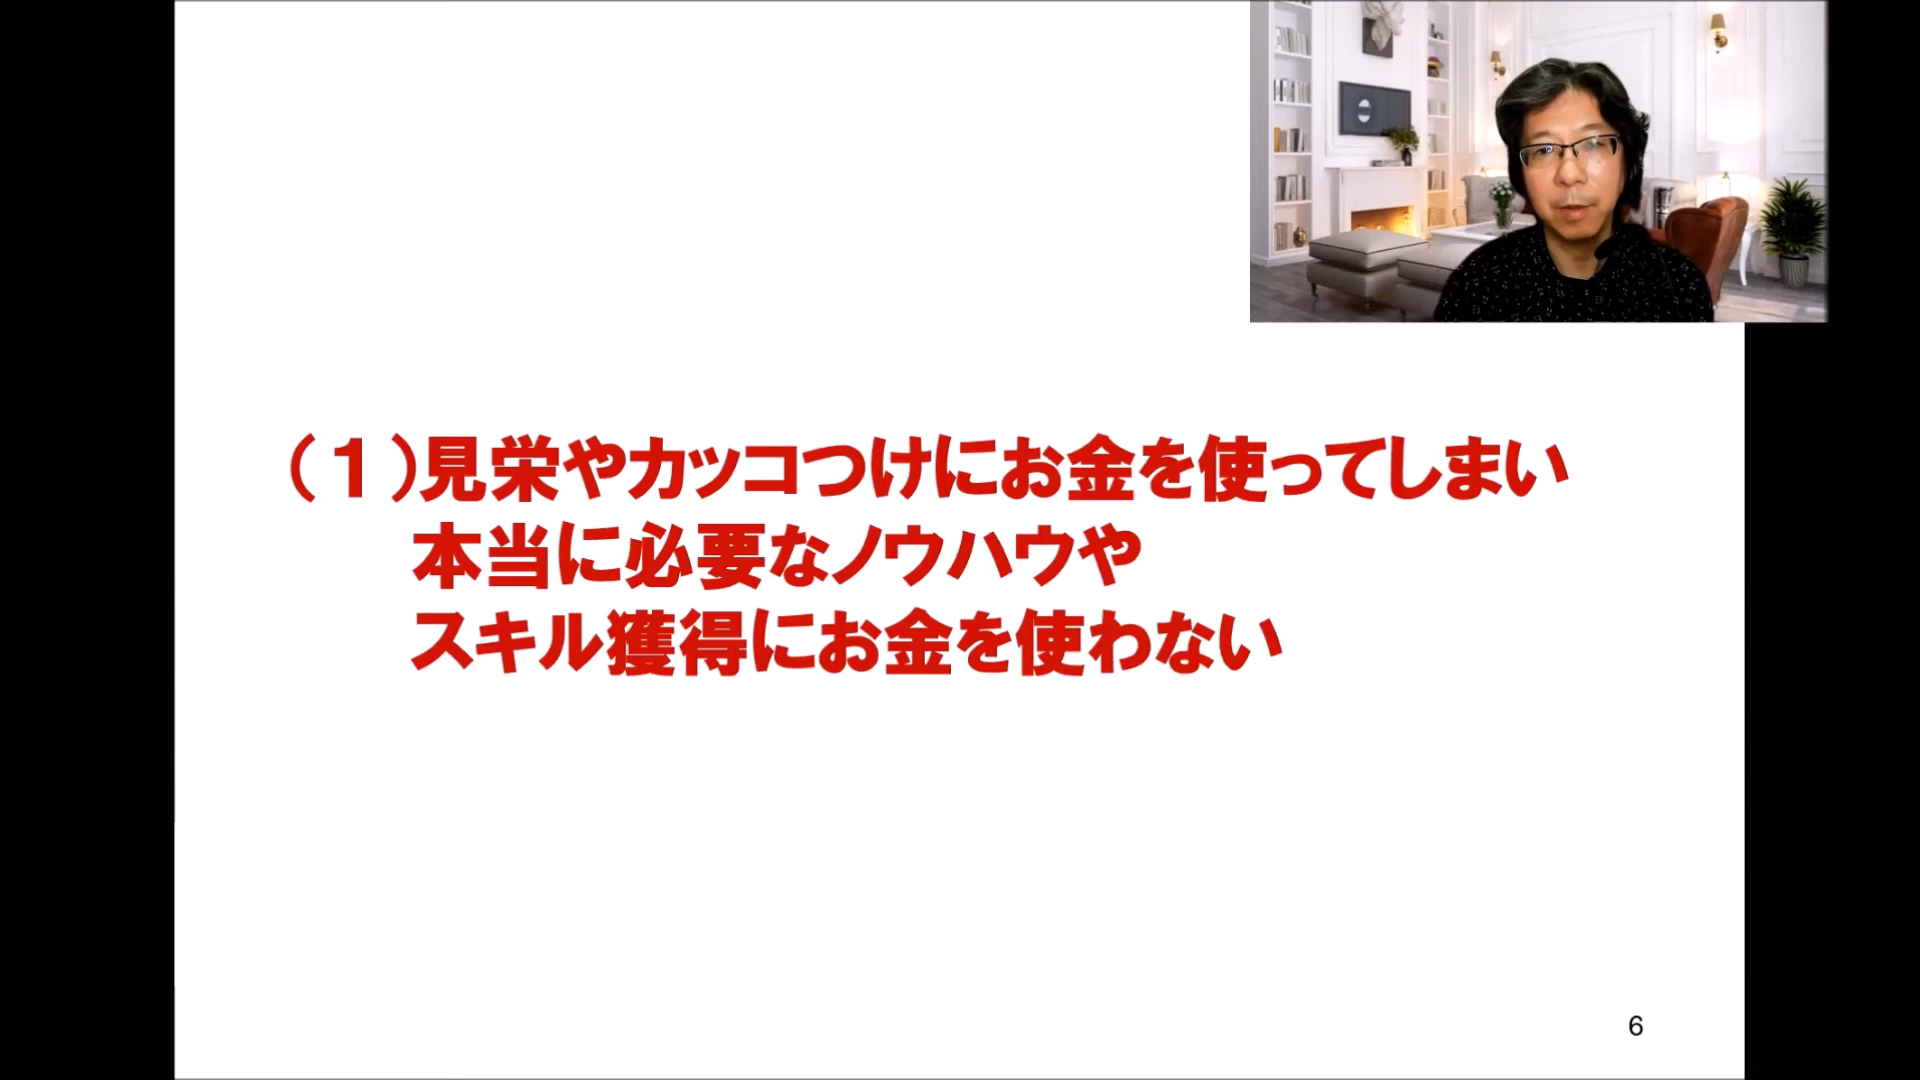 （１）見栄やカッコつけにお金を使ってしまい
本当に必要なノウハウや
スキル獲得にお金を使わない
6